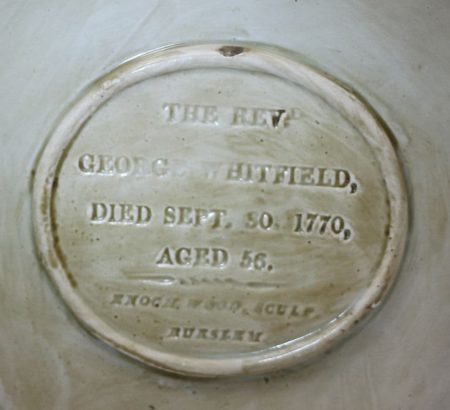 THE REVD
GEORGE WHITFIELD,
DIED SEPT. 30. 1770,
AGED 56.
ENOCH WOOD, SCULP.
BURSLEM